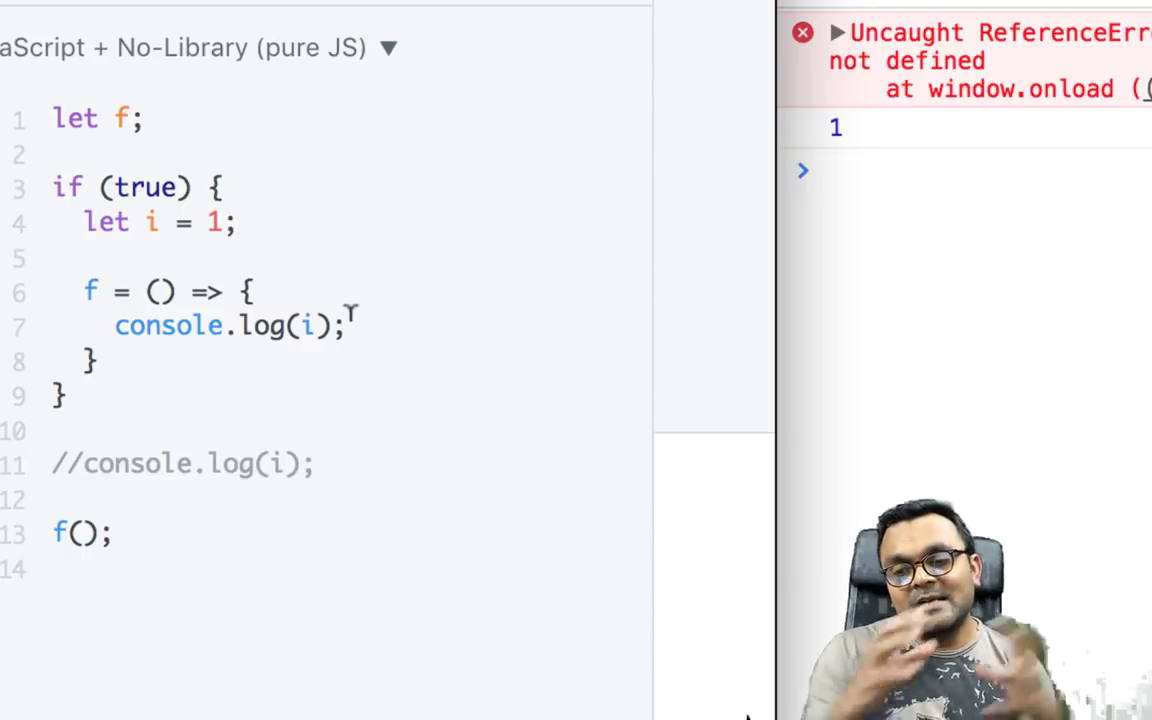 aScript + No-Library (pure JS) ▼
1 let f;
2
3 if (true) {
4 let i = 1;
5
6 f = () => {
7 console.log(i);
8 }
9 }
10
11 //console.log(i);
12
13 f();
14
Uncaught ReferenceErr
not defined
at window.onload (
1